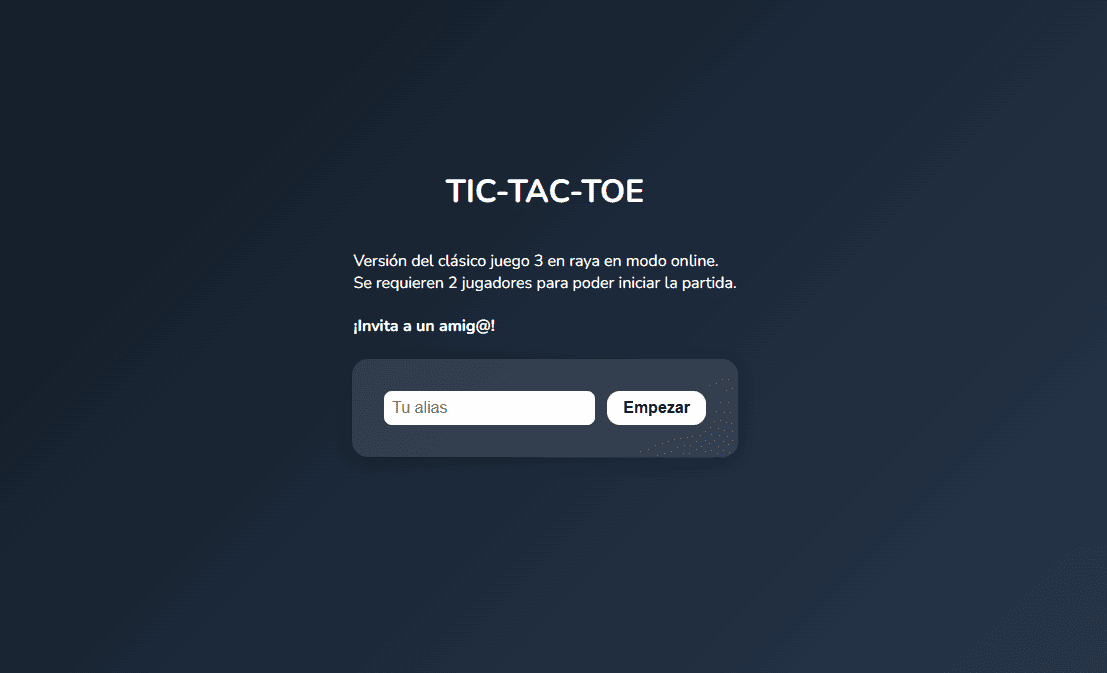 TIC-TAC-TOE
Versión del clásico juego 3 en raya en modo online.
Se requieren 2 jugadores para poder iniciar la partida.
¡Invita a un amig@!
Tu alias
Empezar